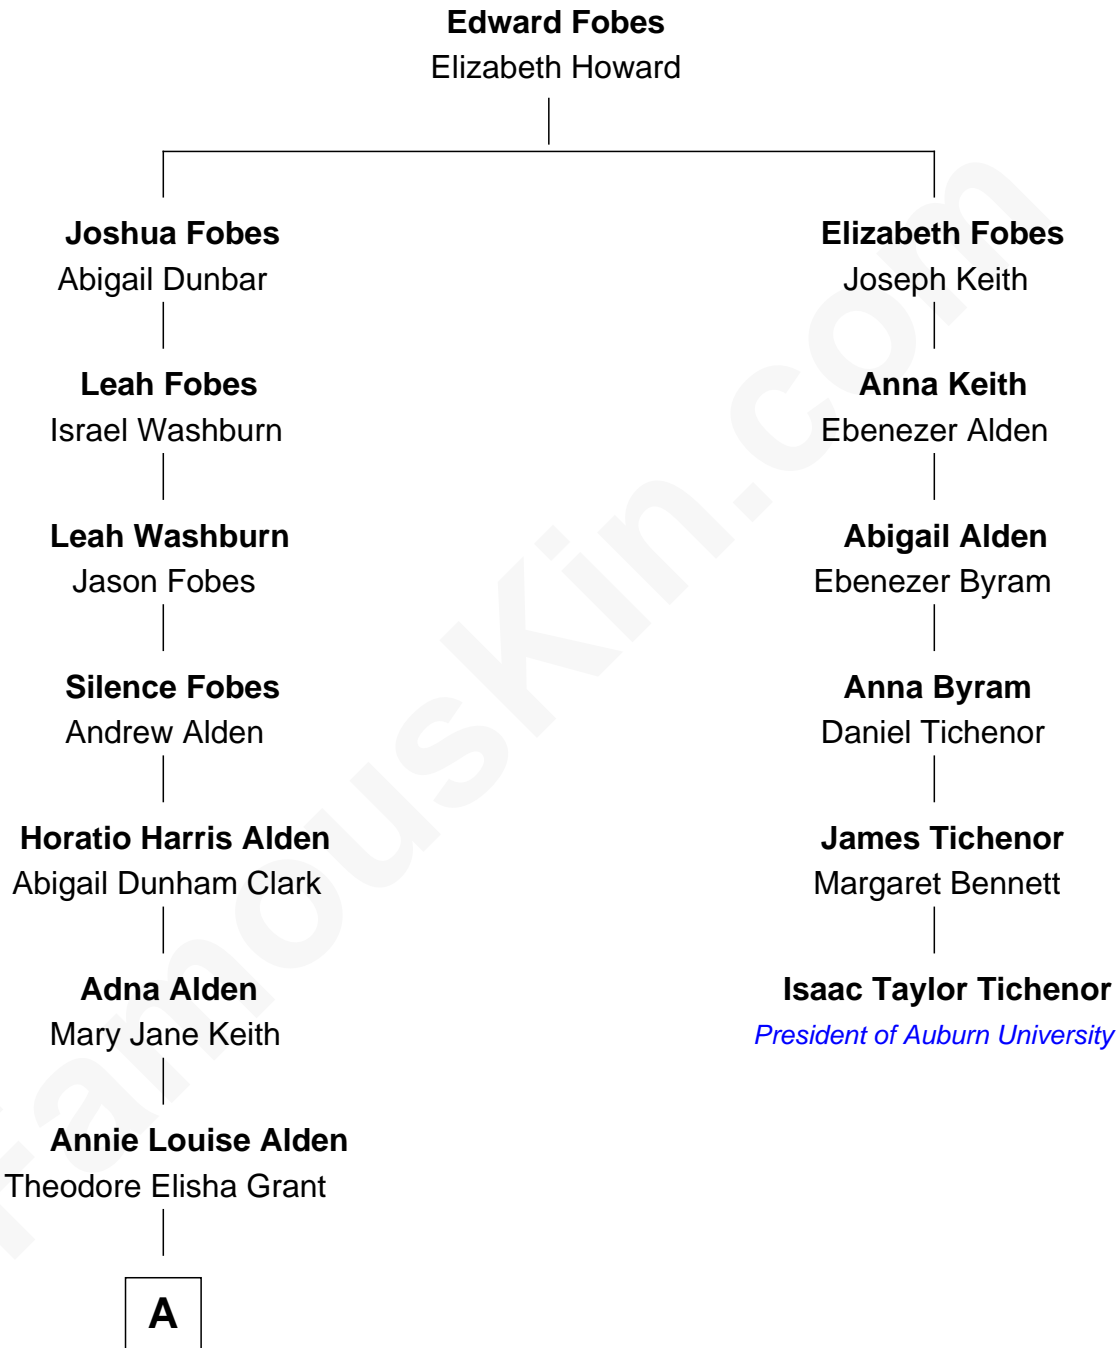 Edward Fobes
Elizabeth Howard
Joshua Fobes
Abigail Dunbar
Elizabeth Fobes
Joseph Keith
Leah Fobes
Israel Washburn
Anna Keith
Ebenezer Alden
Leah Washburn
Jason Fobes
Abigail Alden
Ebenezer Byram
Silence Fobes
Andrew Alden
Anna Byram
Daniel Tichenor
Horatio Harris Alden
Abigail Dunham Clark
James Tichenor
Margaret Bennett
Adna Alden
Mary Jane Keith
Isaac Taylor Tichenor
President of Auburn University
Annie Louise Alden
Theodore Elisha Grant
A
FamousKin.com